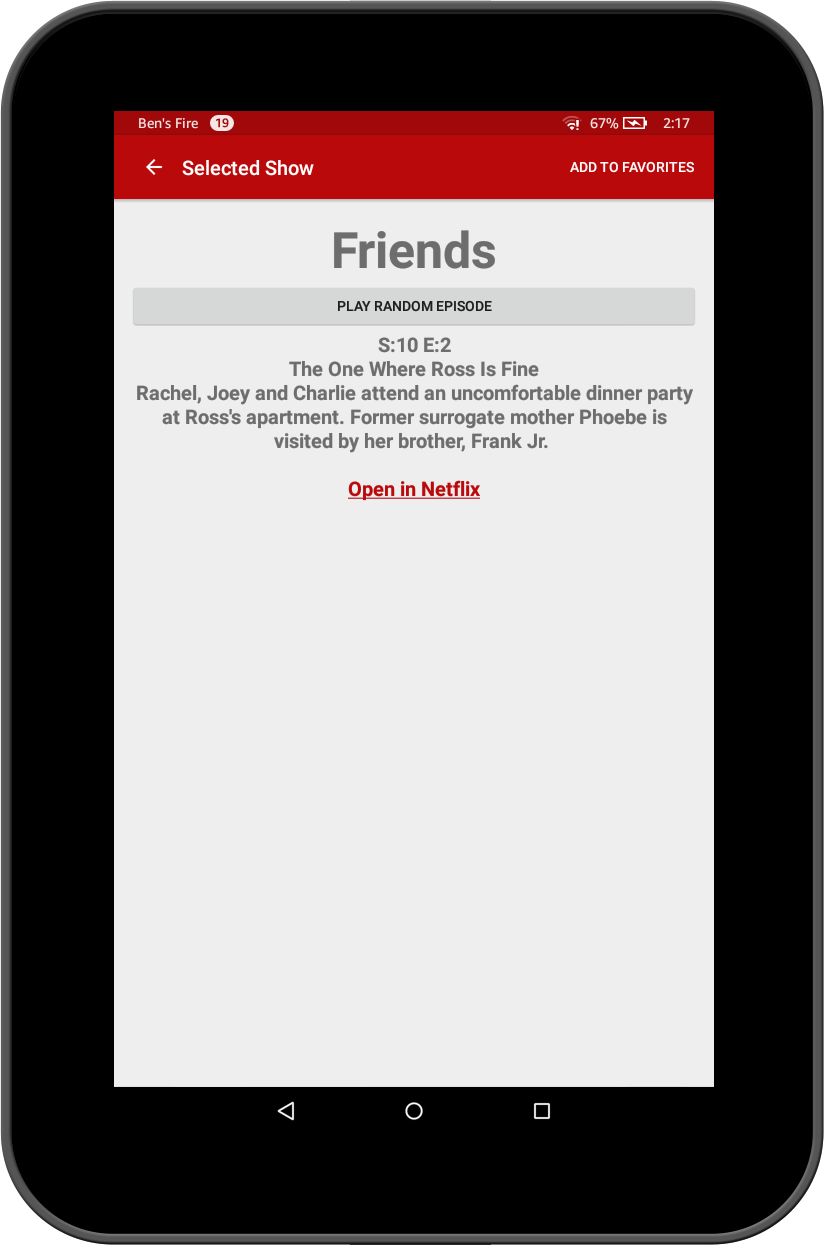 Ben's Fire 19 67% 2:17
Selected Show ADD TO FAVORITES
Friends
PLAY RANDOM EPISODE
S:10 E:2
The One Where Ross Is Fine
Rachel, Joey and Charlie attend an uncomfortable dinner party
at Ross's apartment. Former surrogate mother Phoebe is
visited by her brother, Frank Jr.
Open in Netflix